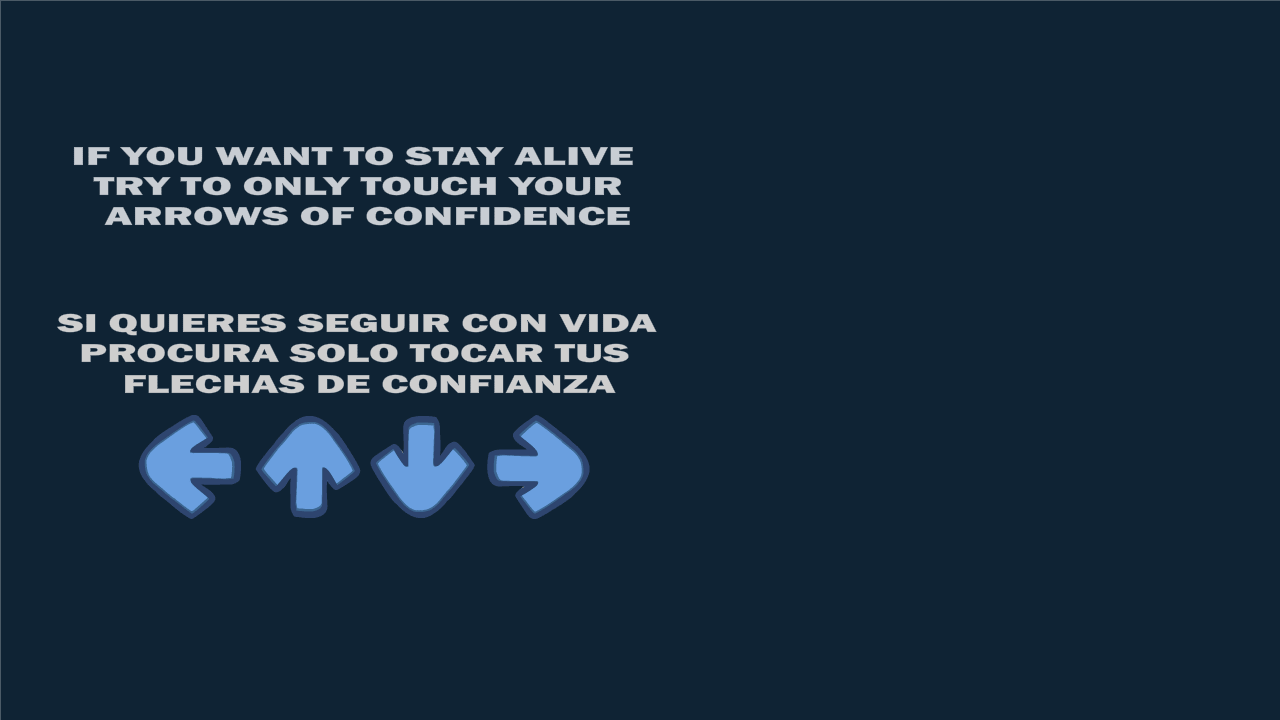 IF YOU WANT TO STAY ALIVE
TRY TO ONLY TOUCH YOUR
ARROWS OF CONFIDENCE
SI QUIERES SEGUIR CON VIDA
PROCURA SOLO TOCAR TUS
FLECHAS DE CONFIANZA